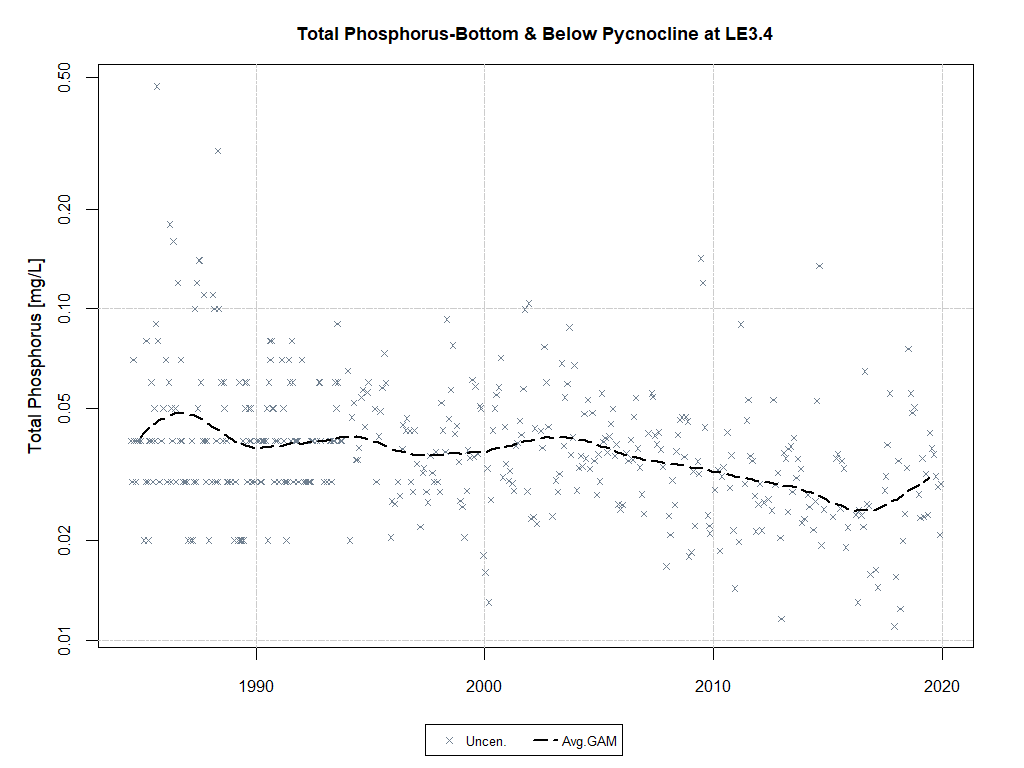 Total Phosphorus-Bottom & Below Pycnocline at LE3.4
Total Phosphorus [mg/L]
0.50
0.20
0.10
0.05
0.02
0.01
1990
2000
2010
2020
Uncen.
Avg.GAM